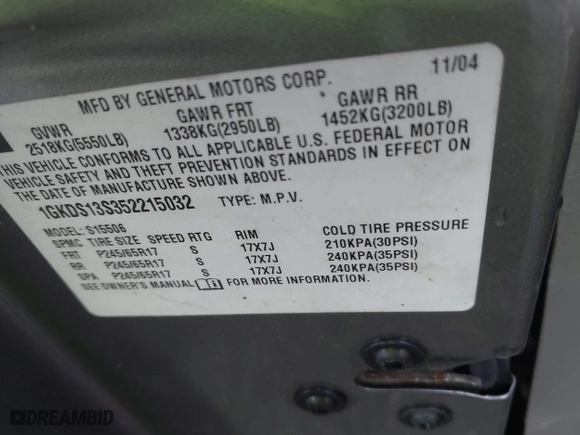 MFD BY GENERAL MOTORS CORP. 11/04
GVWR GAWR FRT GAWR RR
2518KG(5550LB) 1338KG(2950LB) 1452KG(3200LB)
THIS VEHICLE CONFORMS TO ALL APPLICABLE U.S. FEDERAL MOTOR
VEHICLE SAFETY AND THEFT PREVENTION STANDARDS IN EFFECT ON
THE DATE OF MANUFACTURE SHOWN ABOVE.
1GKDS13S352215032 TYPE: M.P.V.
MODEL: S15506
SPMC TIRE SIZE SPEED RTG RIM COLD TIRE PRESSURE
FRT P245/65R17 S 17X7J 210KPA(30PSI)
RR P245/65R17 S 17X7J 240KPA(35PSI)
SPA P245/65R17 S 17X7J 240KPA(35PSI)
SEE OWNER'S MANUAL i FOR MORE INFORMATION.
DREAMBID